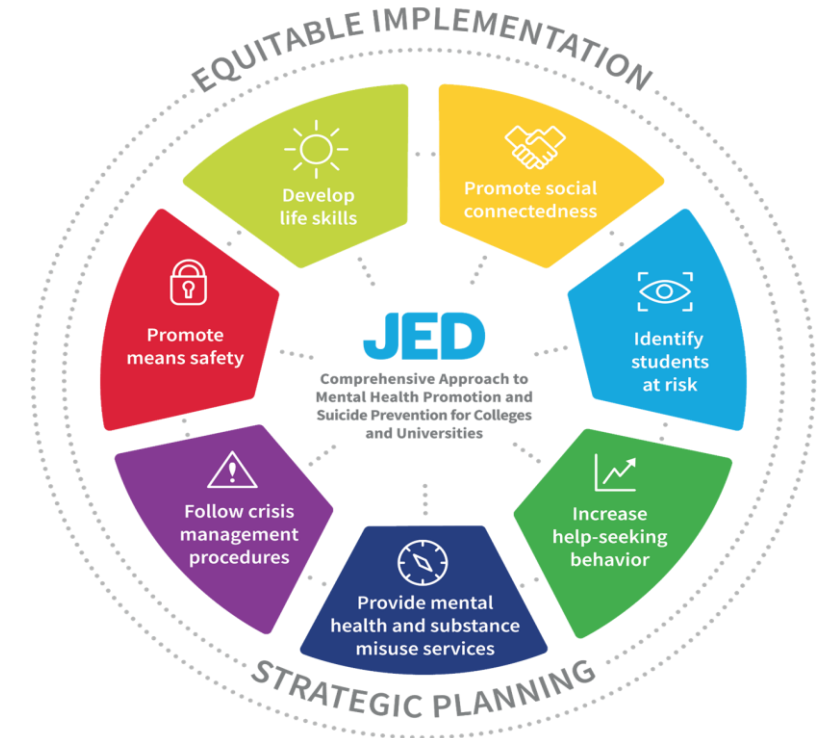 EQUITABLE IMPLEMENTATION
Develop
life skills
Promote social
connectedness
Promote
means safety
Identify
students
at risk
JED
Comprehensive Approach to
Mental Health Promotion and
Suicide Prevention for Colleges
and Universities
Follow crisis
management
procedures
Increase
help-seeking
behavior
Provide mental
health and substance
misuse services
STRATEGIC PLANNING